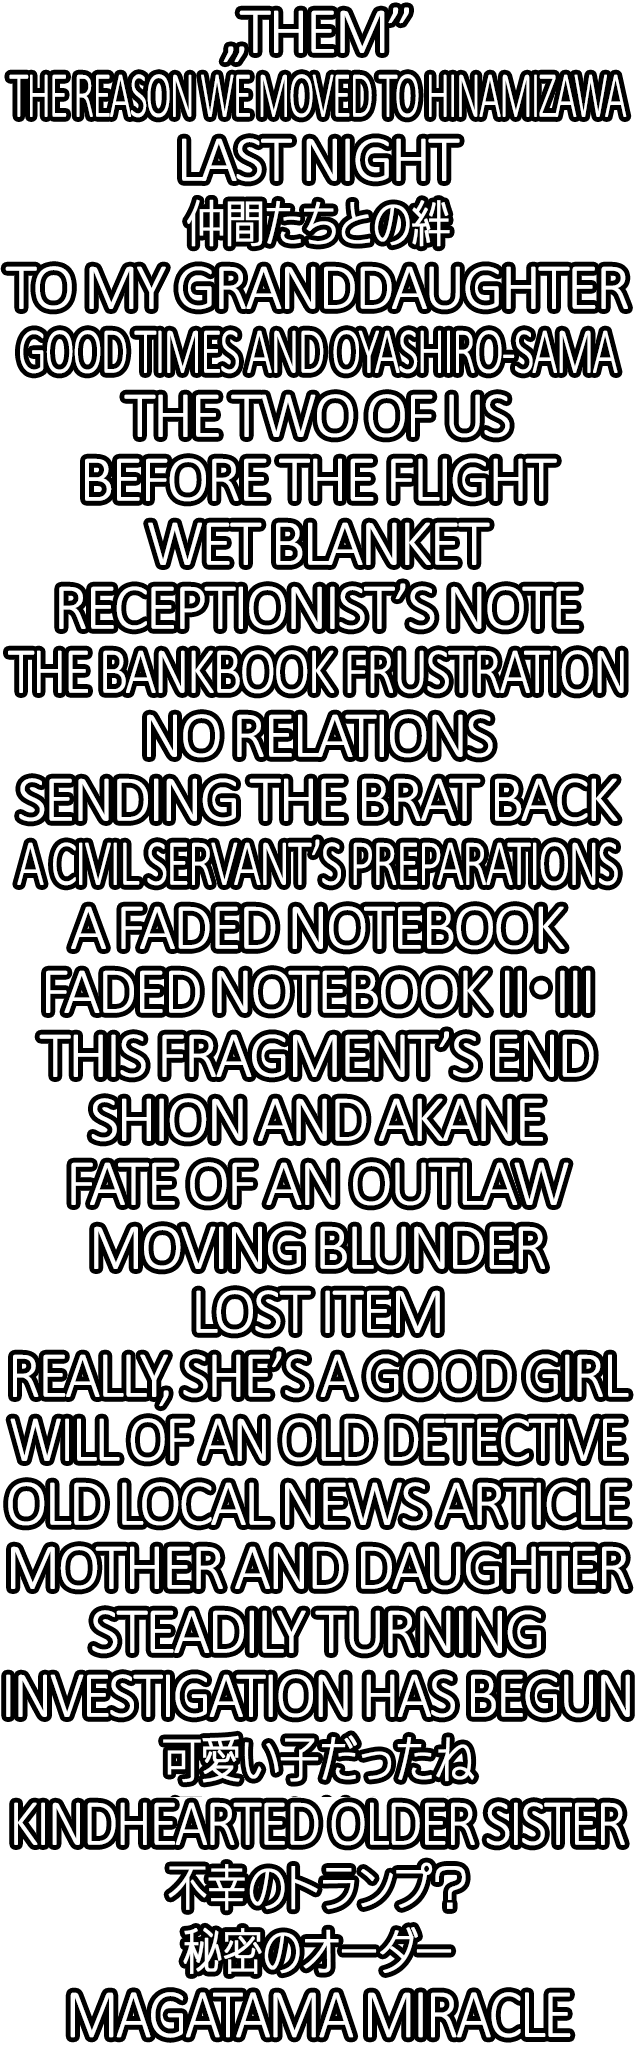 „THEM”
THE REASON WE MOVED TO HINAMIZAWA
LAST NIGHT
仲間たちとの絆
TO MY GRANDDAUGHTER
GOOD TIMES AND OYASHIRO-SAMA
THE TWO OF US
BEFORE THE FLIGHT
WET BLANKET
RECEPTIONIST’S NOTE
THE BANKBOOK FRUSTRATION
NO RELATIONS
SENDING THE BRAT BACK
A CIVIL SERVANT’S PREPARATIONS
A FADED NOTEBOOK
FADED NOTEBOOK II•III
THIS FRAGMENT’S END
SHION AND AKANE
FATE OF AN OUTLAW
MOVING BLUNDER
LOST ITEM
REALLY, SHE’S A GOOD GIRL
WILL OF AN OLD DETECTIVE
OLD LOCAL NEWS ARTICLE
MOTHER AND DAUGHTER
STEADILY TURNING
INVESTIGATION HAS BEGUN
可愛い子だったね
KINDHEARTED OLDER SISTER
不幸のトランプ？
秘密のオーダー
MAGATAMA MIRACLE